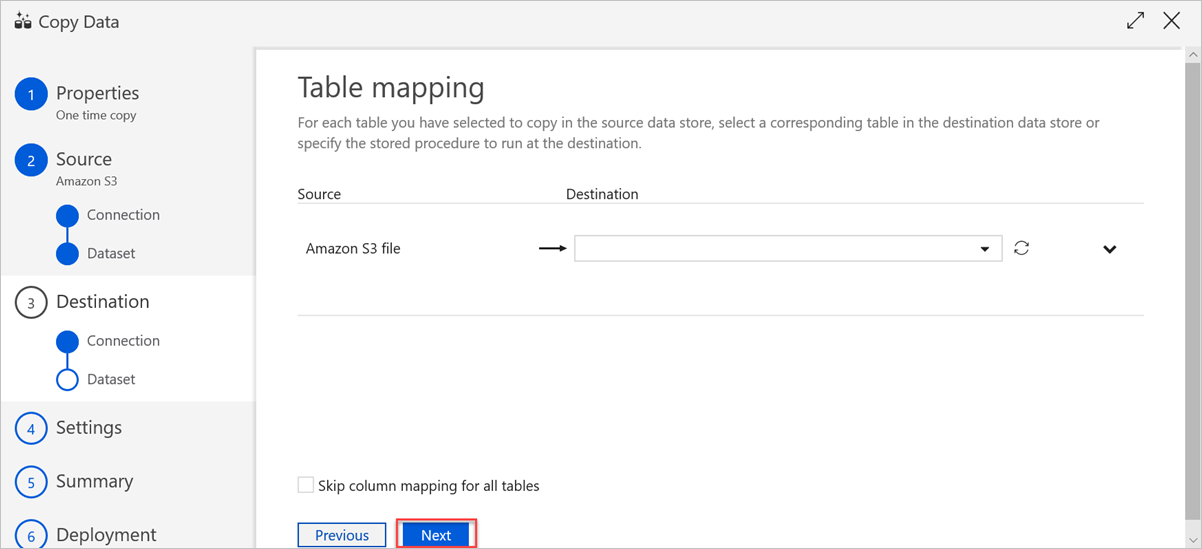 Copy Data
1 Properties
One time copy
2 Source
Amazon S3
Connection
Dataset
3 Destination
Connection
Dataset
4 Settings
5 Summary
6 Deployment
Table mapping
For each table you have selected to copy in the source data store, select a corresponding table in the destination data store or
specify the stored procedure to run at the destination.
Source Destination
Amazon S3 file
Skip column mapping for all tables
Previous Next